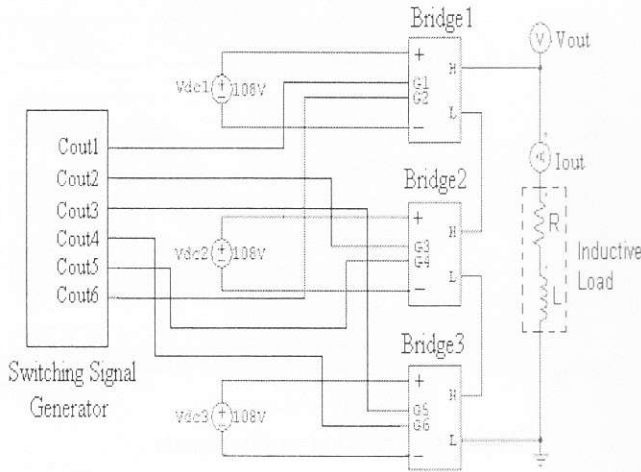 Bridge1
V
Vout
+
H
Vdc1
108V
G1
G2
L
−
Cout1
Cout2
Cout3
Cout4
Cout5
Cout6
Switching Signal
Generator
A
Iout
Bridge2
+
H
Vdc2
108V
G3
G4
L
−
R
L
Inductive
Load
Bridge3
+
H
Vdc3
108V
G5
G6
L
−